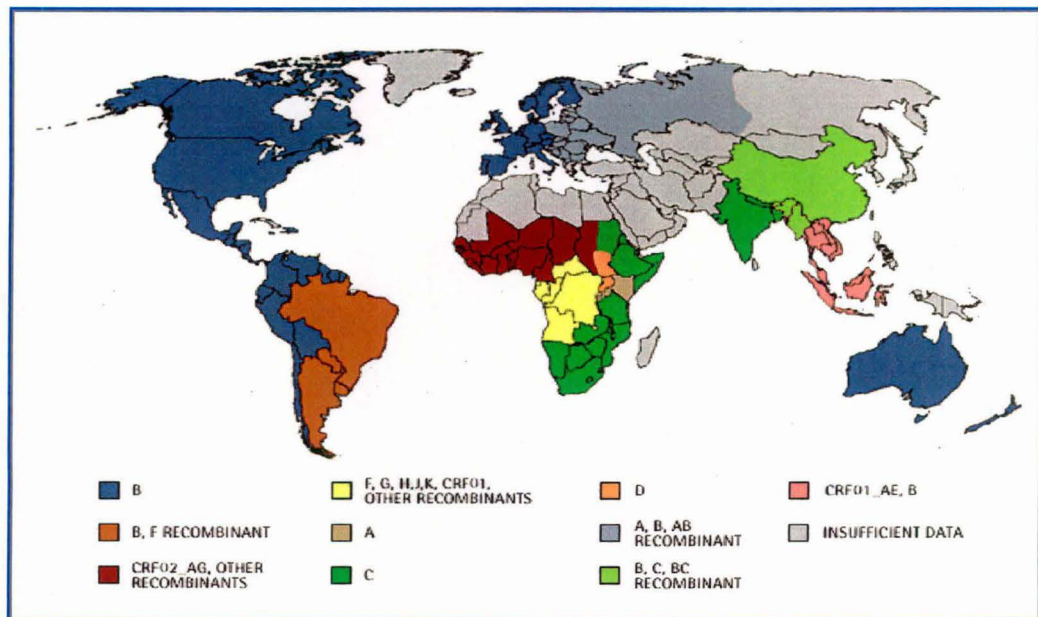 B
B, F RECOMBINANT
CRF02_AG, OTHER
RECOMBINANTS
F, G, H,J,K, CRF01,
OTHER RECOMBINANTS
A
C
D
A, B, AB
RECOMBINANT
B, C, BC
RECOMBINANT
CRF01_AE, B
INSUFFICIENT DATA